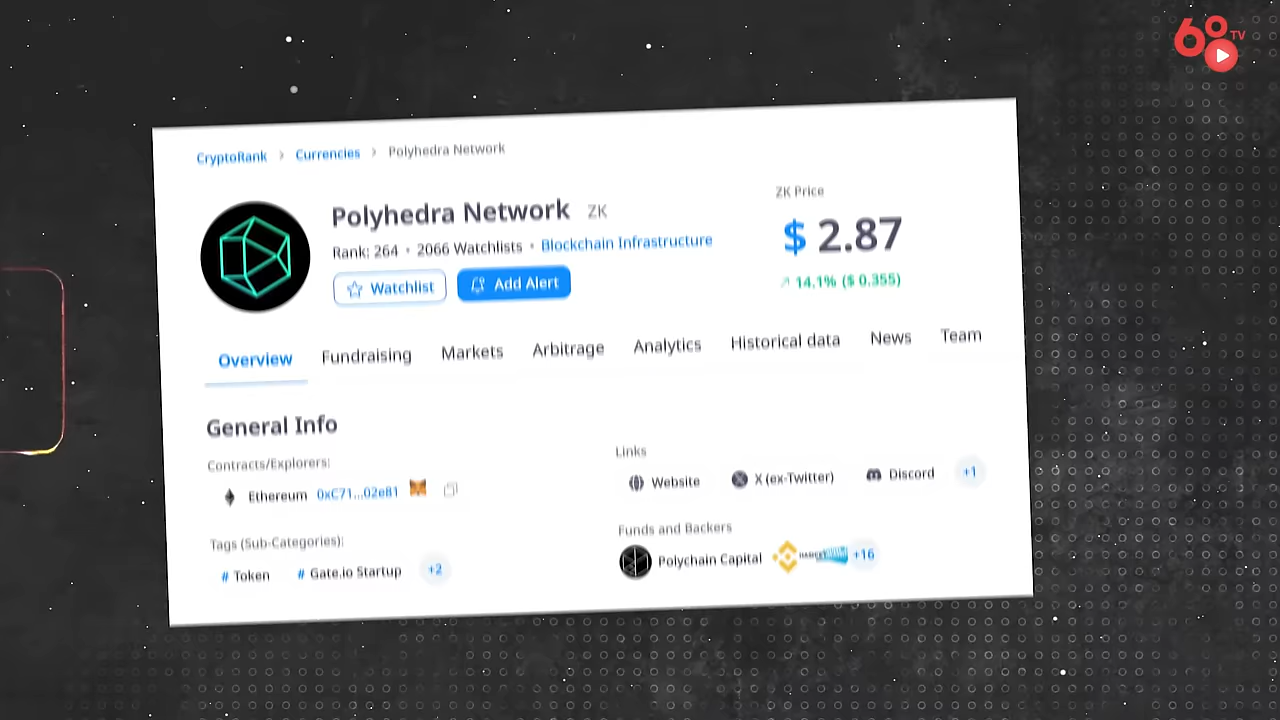 60 TV
CryptoRank > Currencies > Polyhedra Network
Polyhedra Network ZK
Rank: 264 • 2066 Watchlists • Blockchain Infrastructure
Watchlist Add Alert
ZK Price
$ 2.87
14.1% ($ 0.355)
Overview Fundraising Markets Arbitrage Analytics Historical data News Team
General Info
Contracts/Explorers:
Ethereum 0xC71...02e81
Tags (Sub-Categories):
# Token # Gate.io Startup +2
Links
Website X (ex-Twitter) Discord +1
Funds and Backers
Polychain Capital +16